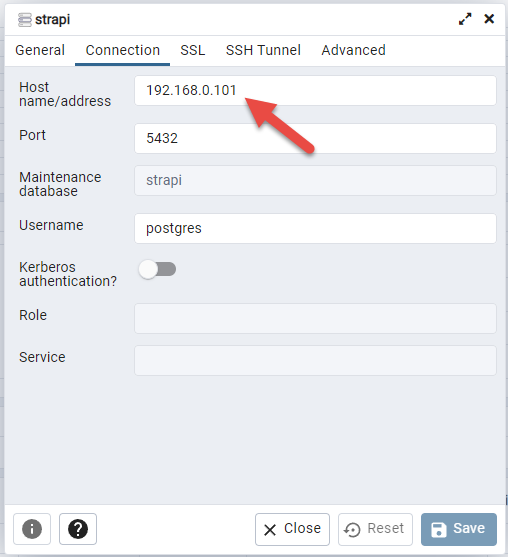 strapi
General Connection SSL SSH Tunnel Advanced
Host
name/address
192.168.0.101
Port
5432
Maintenance
database
strapi
Username
postgres
Kerberos
authentication?
Role
Service
Close
Reset
Save